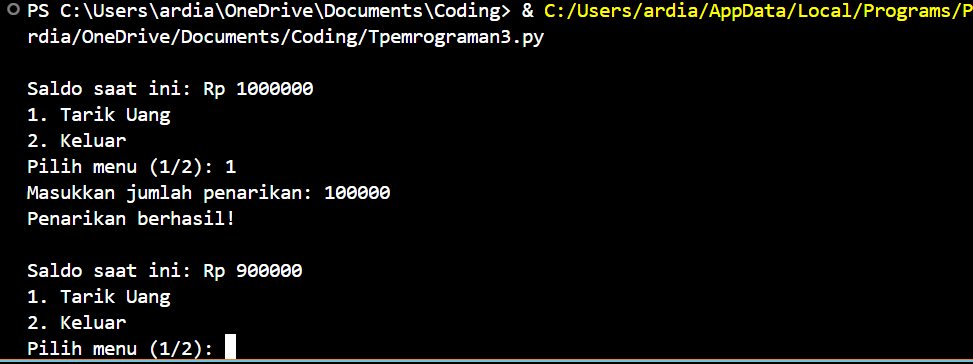 PS C:\Users\ardia\OneDrive\Documents\Coding> & C:/Users/ardia/AppData/Local/Programs/P
rdia/OneDrive/Documents/Coding/Tpemrograman3.py
Saldo saat ini: Rp 1000000
1. Tarik Uang
2. Keluar
Pilih menu (1/2): 1
Masukkan jumlah penarikan: 100000
Penarikan berhasil!
Saldo saat ini: Rp 900000
1. Tarik Uang
2. Keluar
Pilih menu (1/2):